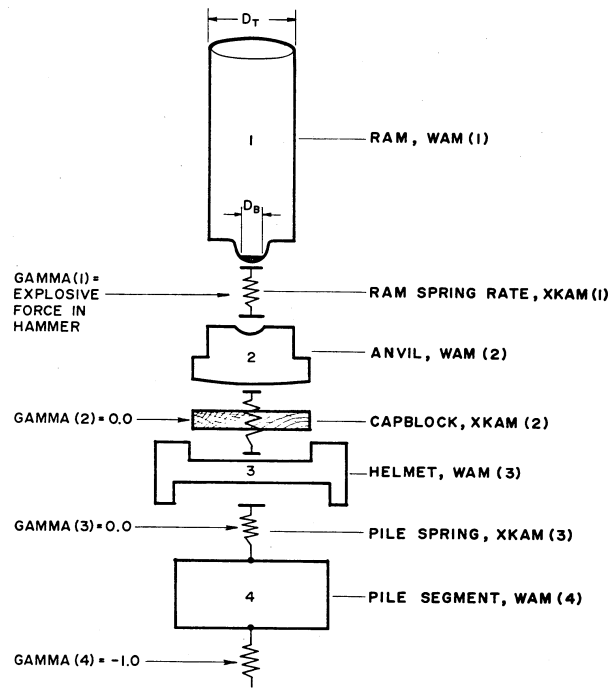 D_T
1
RAM, WAM (1)
D_B
GAMMA(1)=
EXPLOSIVE
FORCE IN
HAMMER
RAM SPRING RATE, XKAM(1)
2
ANVIL, WAM (2)
GAMMA (2)=0.0
CAPBLOCK, XKAM(2)
3
HELMET, WAM (3)
GAMMA(3)=0.0
PILE SPRING, XKAM(3)
4
PILE SEGMENT, WAM(4)
GAMMA (4) = -1.0